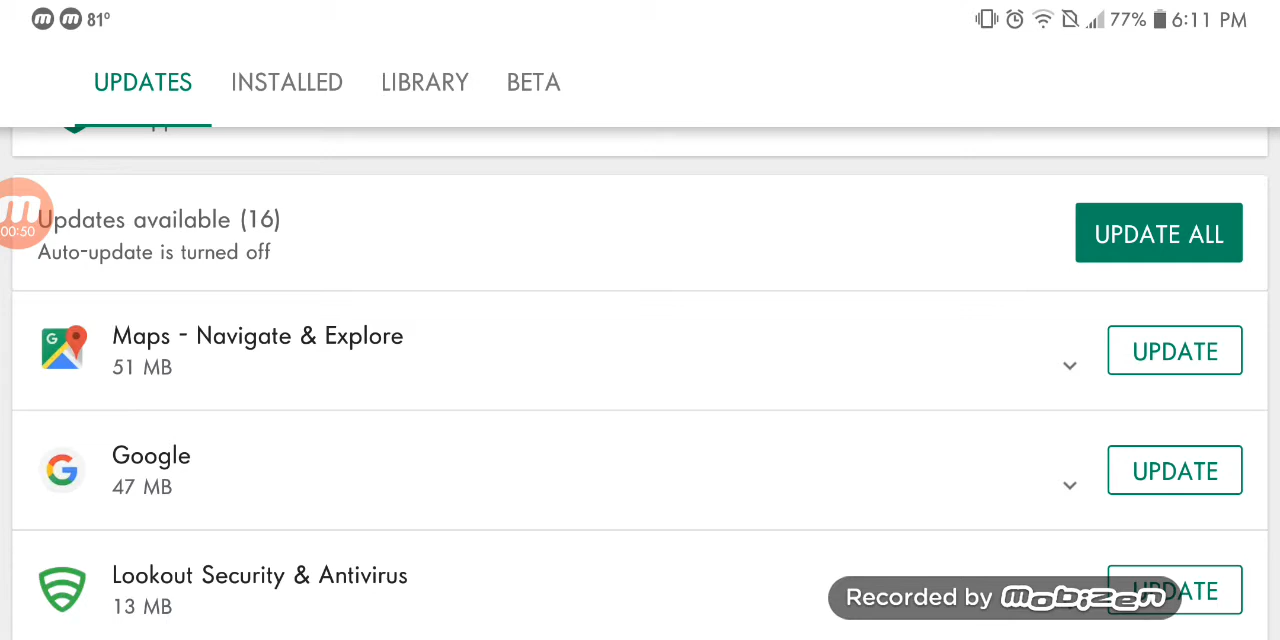 81° 77% 6:11 PM
UPDATES INSTALLED LIBRARY BETA
Updates available (16)
00:50
Auto-update is turned off
UPDATE ALL
Maps - Navigate & Explore
51 MB
UPDATE
Google
47 MB
UPDATE
Lookout Security & Antivirus
13 MB
UPDATE
Recorded by mobizen